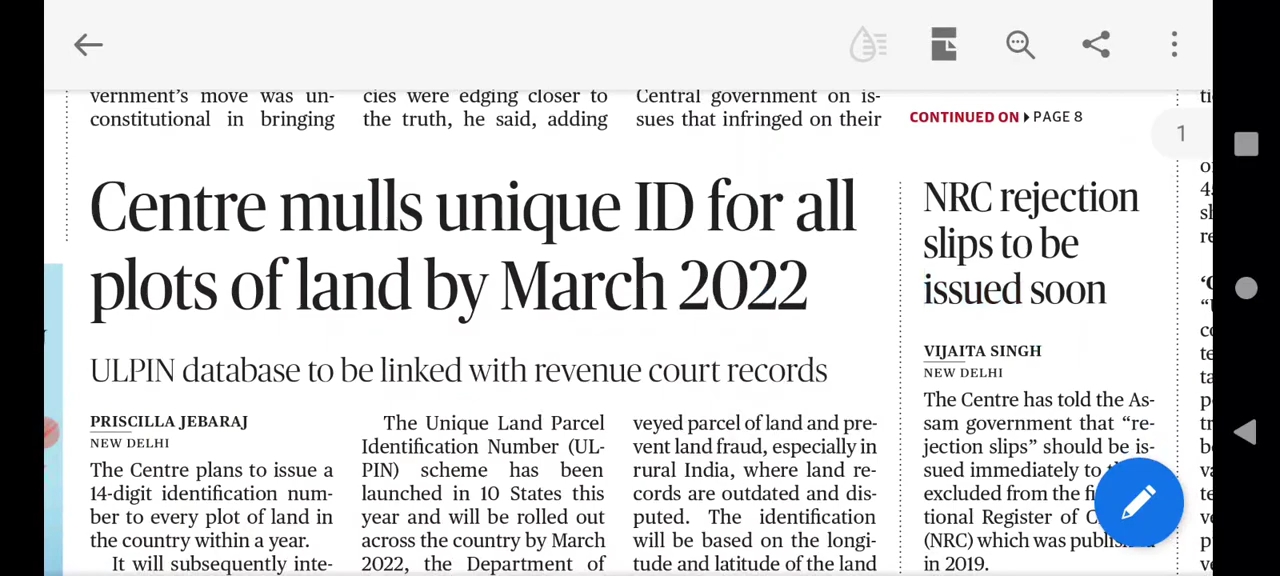 vernment's move was un-
constitutional in bringing
cies were edging closer to
the truth, he said, adding
Central government on is-
sues that infringed on their
CONTINUED ON PAGE 8
1
Centre mulls unique ID for all
plots of land by March 2022
ULPIN database to be linked with revenue court records
PRISCILLA JEBARAJ
NEW DELHI
The Centre plans to issue a
14-digit identification num-
ber to every plot of land in
the country within a year.
It will subsequently inte-
The Unique Land Parcel
Identification Number (UL-
PIN) scheme has been
launched in 10 States this
year and will be rolled out
across the country by March
2022, the Department of
veyed parcel of land and pre-
vent land fraud, especially in
rural India, where land re-
cords are outdated and dis-
puted. The identification
will be based on the longi-
tude and latitude of the land
NRC rejection
slips to be
issued soon
VIJAITA SINGH
NEW DELHI
The Centre has told the As-
sam government that "re-
jection slips" should be is-
sued immediately to
excluded from the
tional Register of
(NRC) which was
in 2019.